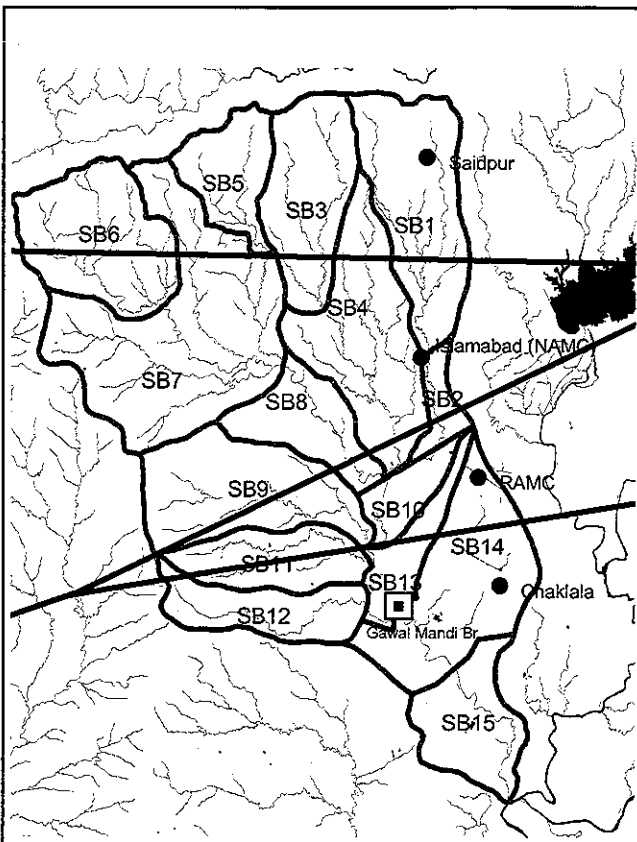 Saidpur
SB5
SB3
SB1
SB6
SB4
Islamabad (NAMC)
SB7
SB2
SB8
RAMC
SB9
SB10
SB14
SB11
SB13
Chaklala
SB12
Gawal Mandi Br
SB15